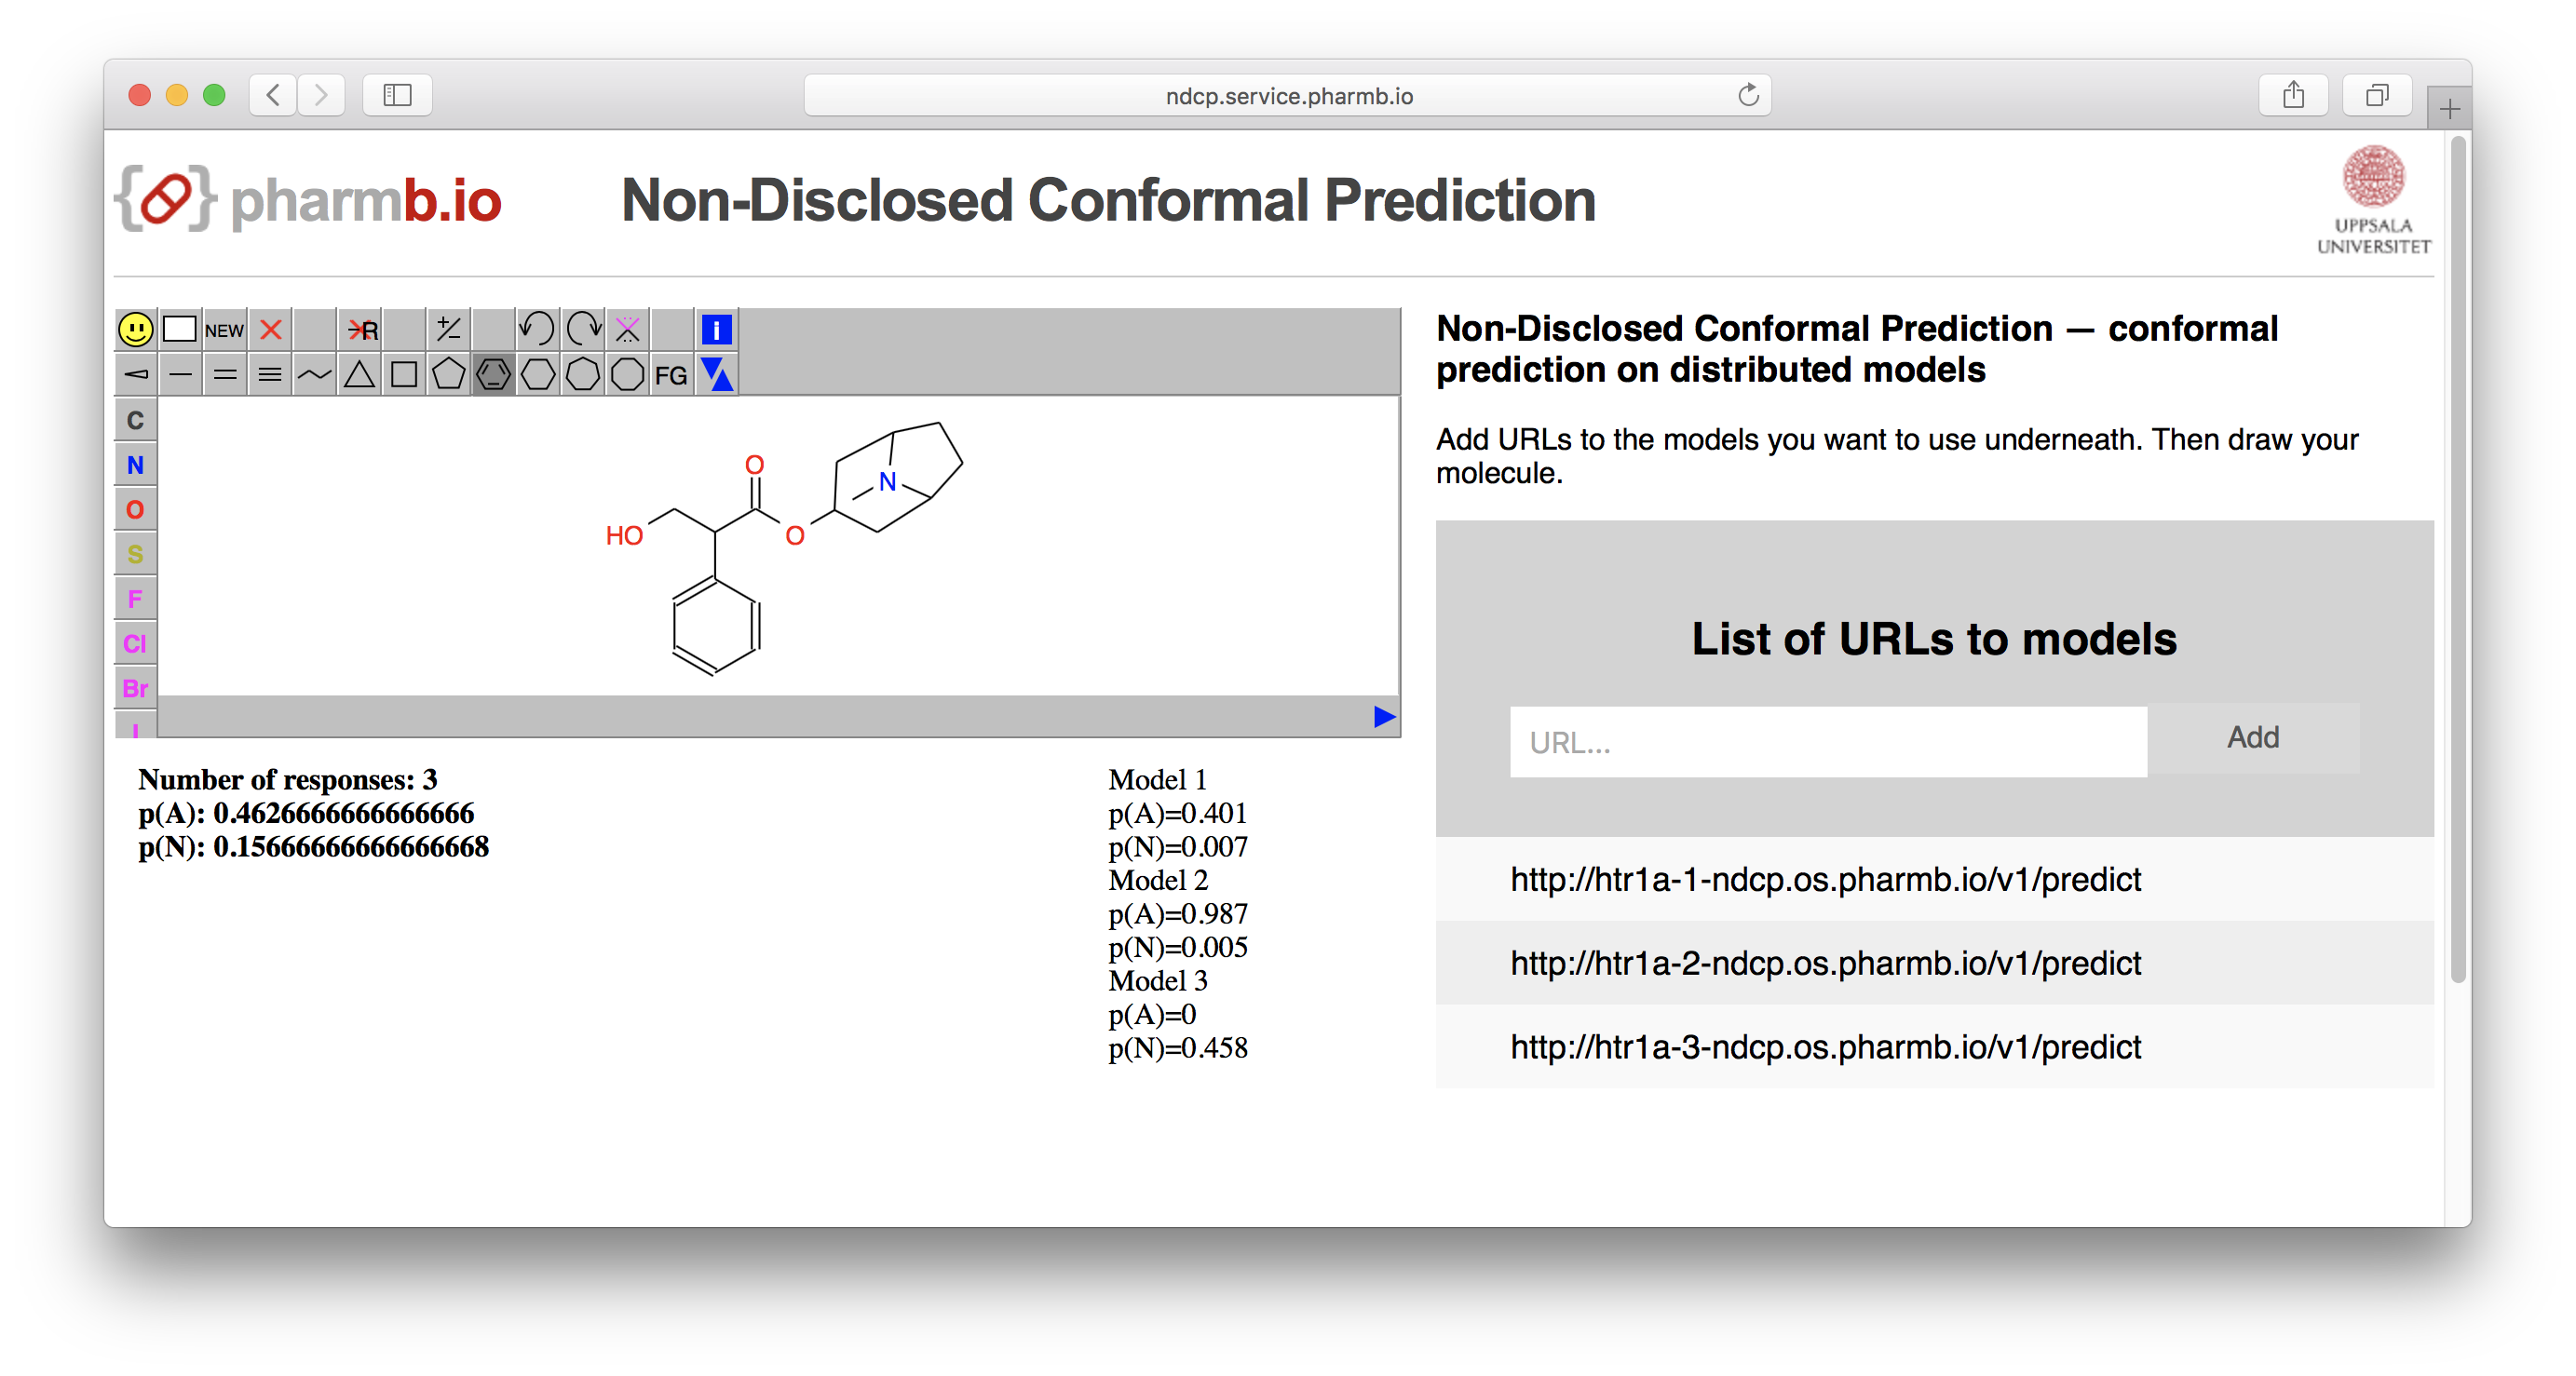 ndcp.service.pharmb.io
{ } pharmb.io
Non-Disclosed Conformal Prediction
UPPSALA
UNIVERSITET
NEW
R
+/−
i
FG
C
N
O
S
F
Cl
Br
I
O
N
HO
O
Number of responses: 3
p(A): 0.4626666666666666
p(N): 0.15666666666666668
Model 1
p(A)=0.401
p(N)=0.007
Model 2
p(A)=0.987
p(N)=0.005
Model 3
p(A)=0
p(N)=0.458
Non-Disclosed Conformal Prediction — conformal
prediction on distributed models
Add URLs to the models you want to use underneath. Then draw your
molecule.
List of URLs to models
URL...
Add
http://htr1a-1-ndcp.os.pharmb.io/v1/predict
http://htr1a-2-ndcp.os.pharmb.io/v1/predict
http://htr1a-3-ndcp.os.pharmb.io/v1/predict